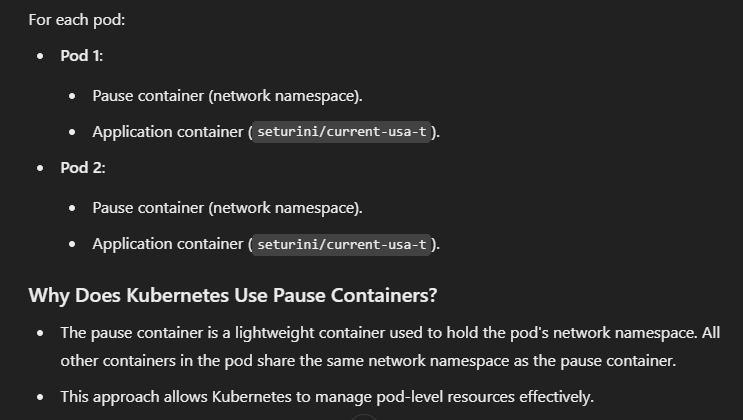 For each pod:
Pod 1:
Pause container (network namespace).
Application container (seturini/current-usa-t).
Pod 2:
Pause container (network namespace).
Application container (seturini/current-usa-t).
Why Does Kubernetes Use Pause Containers?
The pause container is a lightweight container used to hold the pod's network namespace. All
other containers in the pod share the same network namespace as the pause container.
This approach allows Kubernetes to manage pod-level resources effectively.